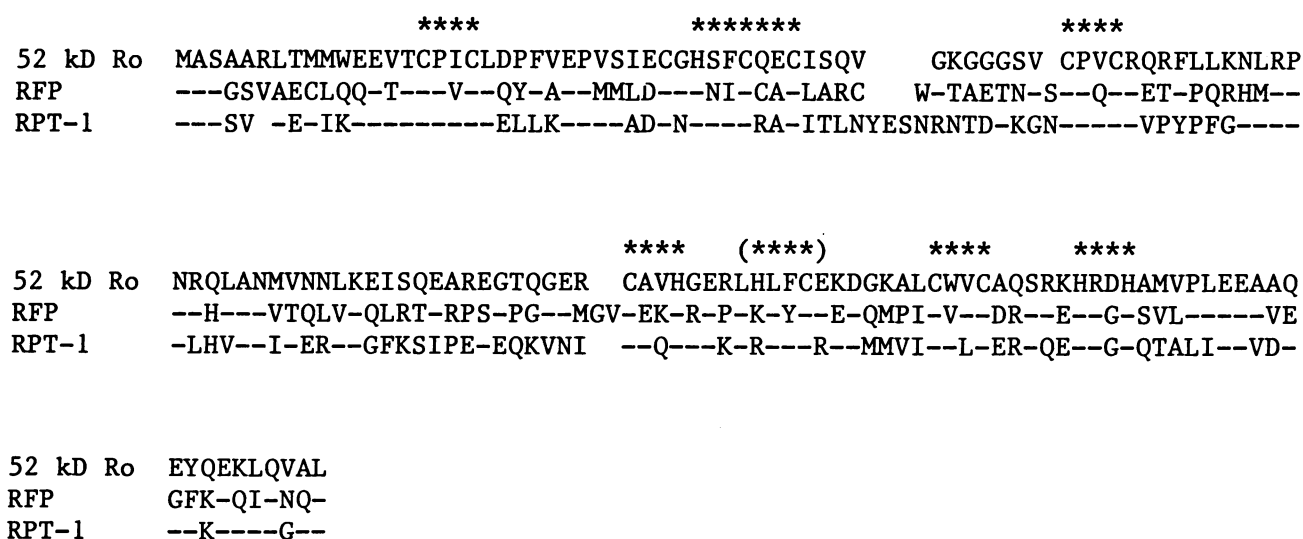 **** ******* ****
52 kD Ro MASAARLTMMWEEVTCPICLDPFVEPVSIECGHSFCQECISQV GKGGGSV CPVCRQRFLLKNLRP
RFP ---GSVAECLQQ-T---V--QY-A--MMLD---NI-CA-LARC W-TAETN-S--Q--ET-PQRHM--
RPT-1 ---SV -E-IK---------ELLK----AD-N----RA-ITLNYESNRNTD-KGN-----VPYPFG----
**** (****) **** ****
52 kD Ro NRQLANMVNNLKEISQEAREGTQGER CAVHGERLHLFCEKDGKALCWVCAQSRKHRDHAMVPLEEAAQ
RFP --H---VTQLV-QLRT-RPS-PG--MGV-EK-R-P-K-Y--E-QMPI-V--DR--E--G-SVL-----VE
RPT-1 -LHV--I-ER--GFKSIPE-EQKVNI --Q---K-R---R--MMVI--L-ER-QE--G-QTALI--VD-
52 kD Ro EYQEKLQVAL
RFP GFK-QI-NQ-
RPT-1 --K----G--